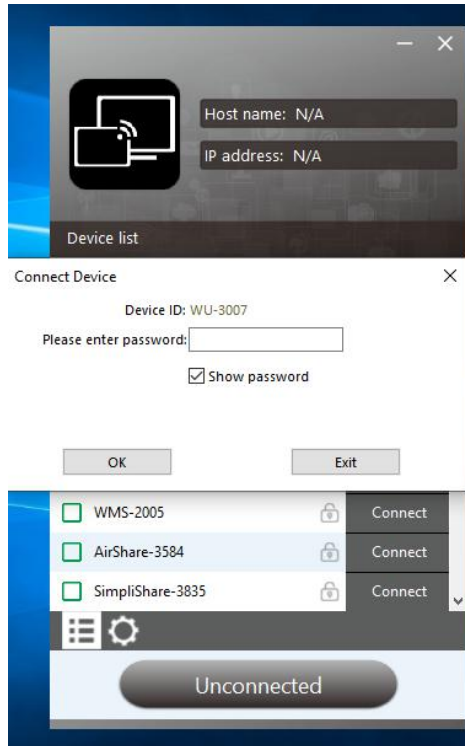 Host name: N/A
IP address: N/A
Device list
Connect Device
Device ID: WU-3007
Please enter password:
Show password
OK Exit
WMS-2005 Connect
AirShare-3584 Connect
SimpliShare-3835 Connect
Unconnected